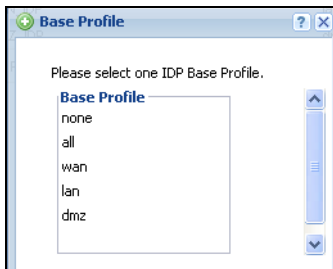 Base Profile
Please select one IDP Base Profile.
Base Profile
none
all
wan
lan
dmz